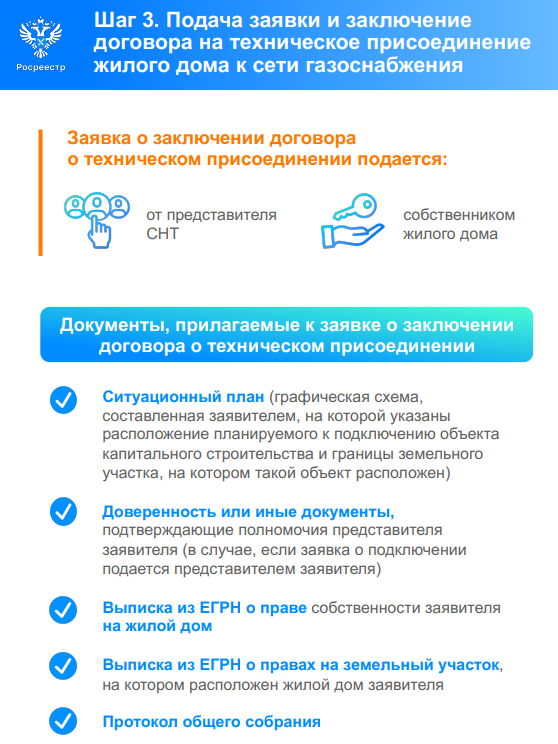 Шаг 3. Подача заявки и заключение
договора на техническое присоединение
жилого дома к сети газоснабжения
Росреестр
Заявка о заключении договора
о техническом присоединении подается:
от представителя
СНТ
собственником
жилого дома
Документы, прилагаемые к заявке о заключении
договора о техническом присоединении
Ситуационный план (графическая схема,
составленная заявителем, на которой указаны
расположение планируемого к подключению объекта
капитального строительства и границы земельного
участка, на котором такой объект расположен)
Доверенность или иные документы,
подтверждающие полномочия представителя
заявителя (в случае, если заявка о подключении
подается представителем заявителя)
Выписка из ЕГРН о праве собственности заявителя
на жилой дом
Выписка из ЕГРН о правах на земельный участок,
на котором расположен жилой дом заявителя
Протокол общего собрания